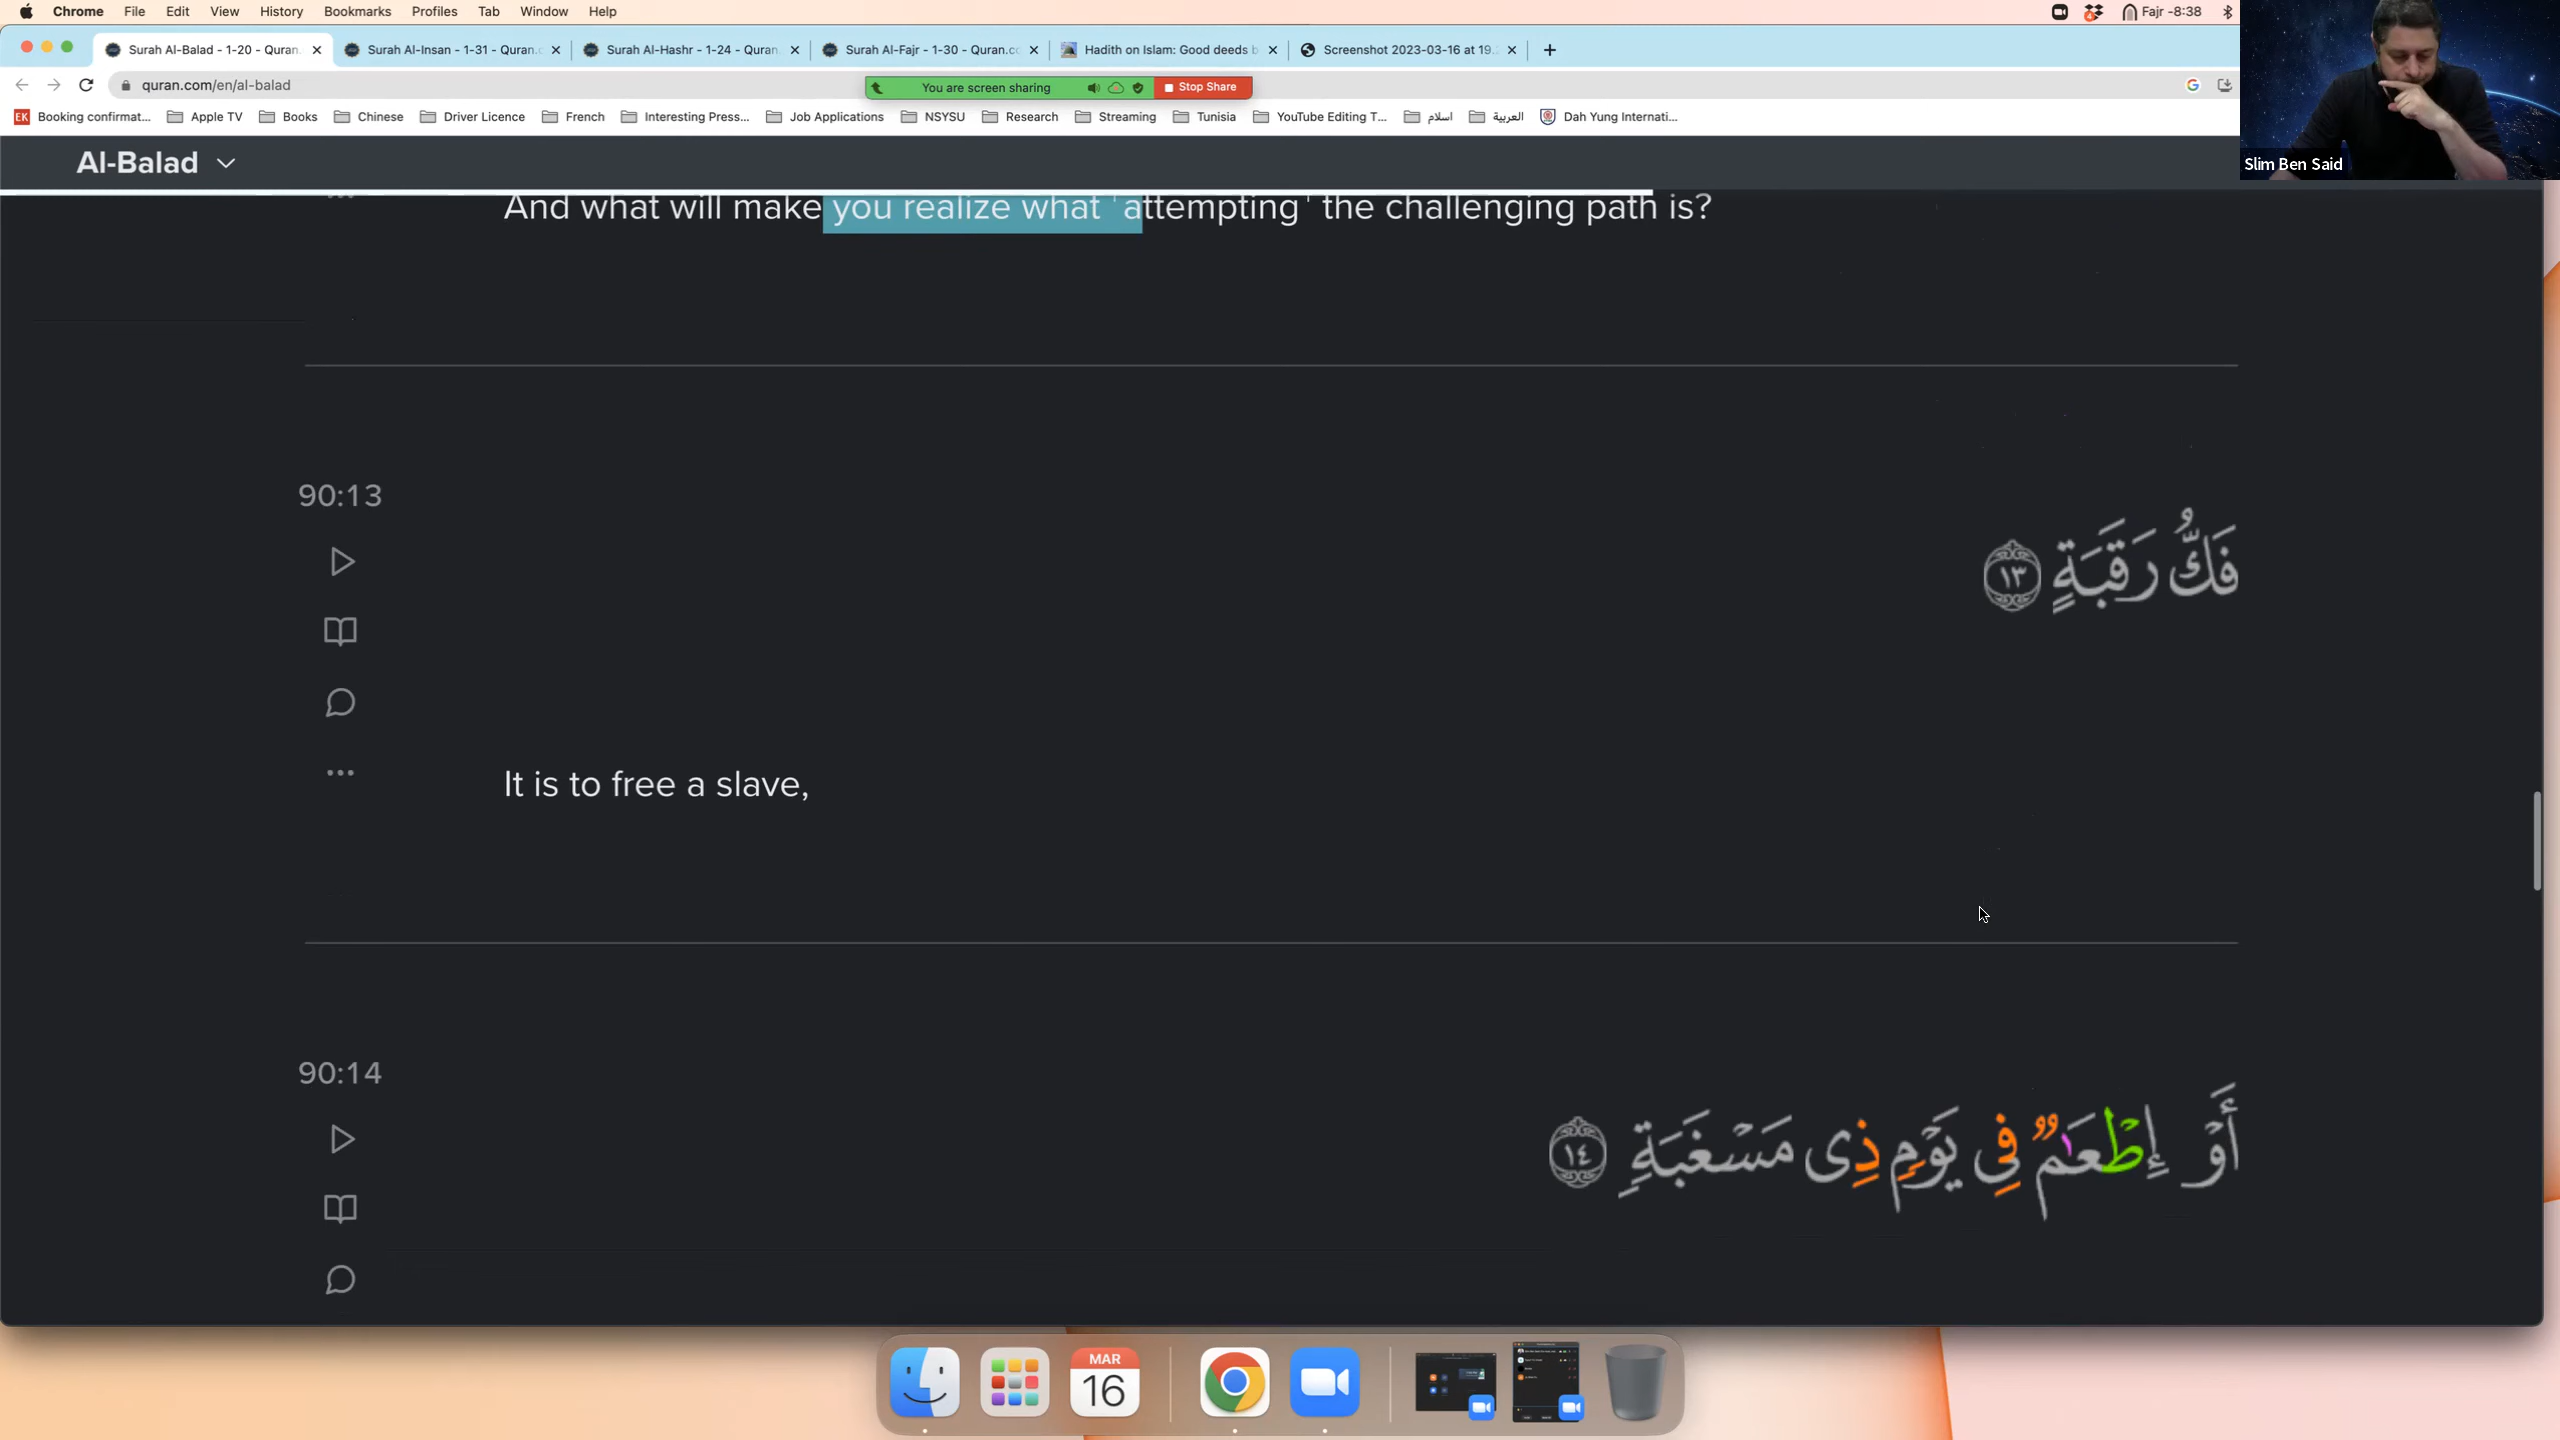 Chrome File Edit View History Bookmarks Profiles Tab Window Help Fajr -8:38
Surah Al-Balad - 1-20 - Quran. Surah Al-Insan - 1-31 - Quran.c Surah Al-Hashr - 1-24 - Quran. Surah Al-Fajr - 1-30 - Quran.co Hadith on Islam: Good deeds b Screenshot 2023-03-16 at 19.
quran.com/en/al-balad
You are screen sharing Stop Share
EK Booking confirmat... Apple TV Books Chinese Driver Licence French Interesting Press... Job Applications NSYSU Research Streaming Tunisia YouTube Editing T... اسلام العربية Dah Yung Internati...
Slim Ben Said
Al-Balad
And what will make you realize what ˹attempting˺ the challenging path is?
90:13
فَكُّ رَقَبَةٍ ١٣
It is to free a slave,
90:14
أَوْ إِطْعَـٰمٌ فِى يَوْمٍ ذِى مَسْغَبَةٍ ١٤
MAR
16